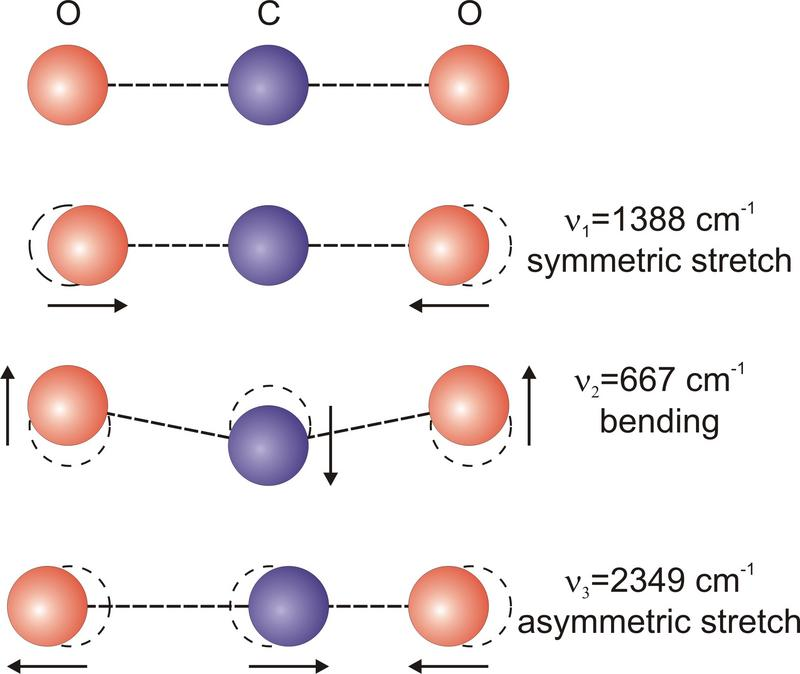 O C O
ν₁=1388 cm⁻¹
symmetric stretch
ν₂=667 cm⁻¹
bending
ν₃=2349 cm⁻¹
asymmetric stretch